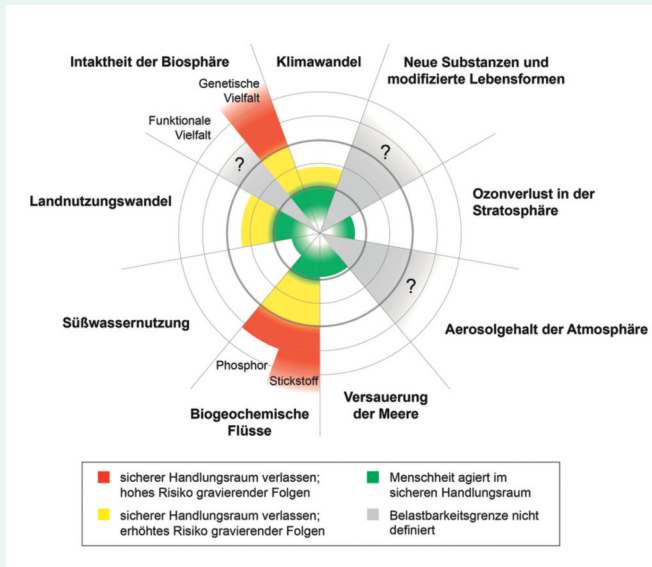 Intaktheit der Biosphäre
Klimawandel
Neue Substanzen und
modifizierte Lebensformen
Genetische
Vielfalt
Funktionale
Vielfalt
?
?
Landnutzungswandel
Ozonverlust in der
Stratosphäre
?
Süßwassernutzung
Aerosolgehalt der Atmosphäre
Phosphor
Stickstoff
Biogeochemische
Flüsse
Versauerung
der Meere
sicherer Handlungsraum verlassen;
hohes Risiko gravierender Folgen
sicherer Handlungsraum verlassen;
erhöhtes Risiko gravierender Folgen
Menschheit agiert im
sicheren Handlungsraum
Belastbarkeitsgrenze nicht
definiert